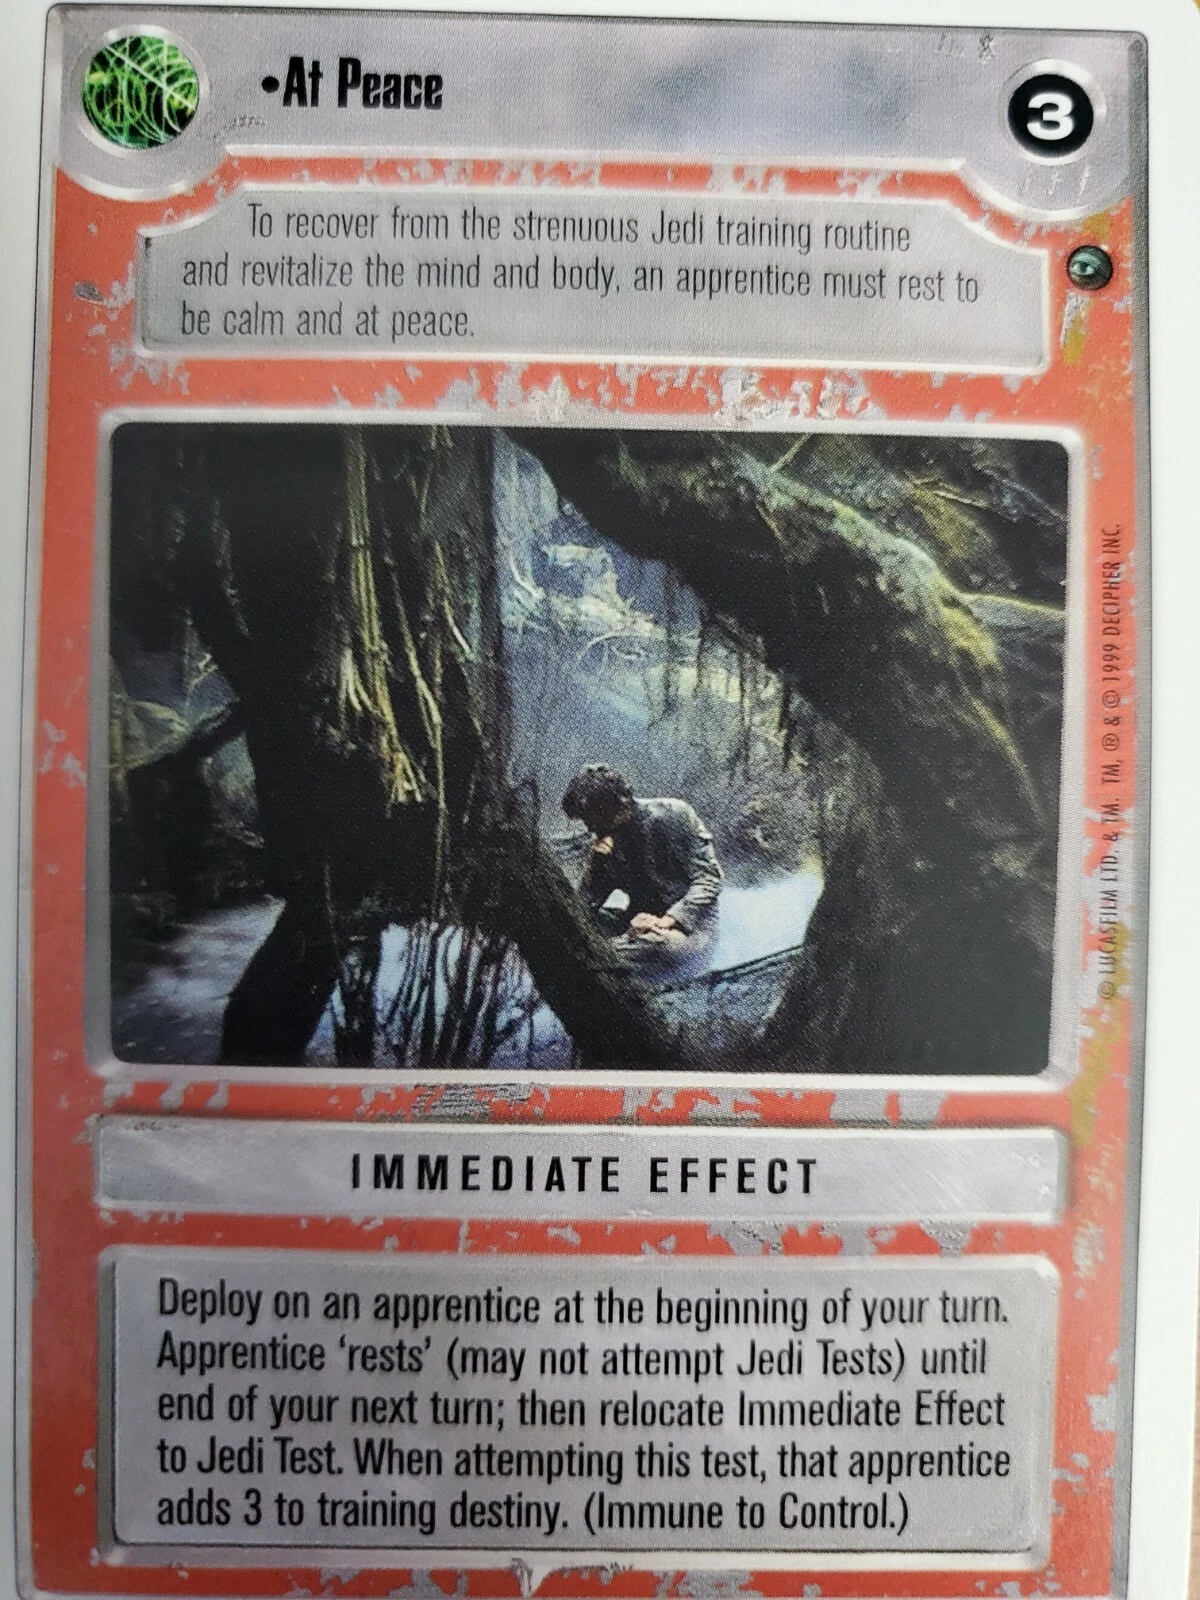 •At Peace
3
To recover from the strenuous Jedi training routine
and revitalize the mind and body, an apprentice must rest to
be calm and at peace.
© LUCASFILM LTD. & TM. TM, ® & © 1999 DECIPHER INC.
IMMEDIATE EFFECT
Deploy on an apprentice at the beginning of your turn.
Apprentice ‘rests’ (may not attempt Jedi Tests) until
end of your next turn; then relocate Immediate Effect
to Jedi Test. When attempting this test, that apprentice
adds 3 to training destiny. (Immune to Control.)